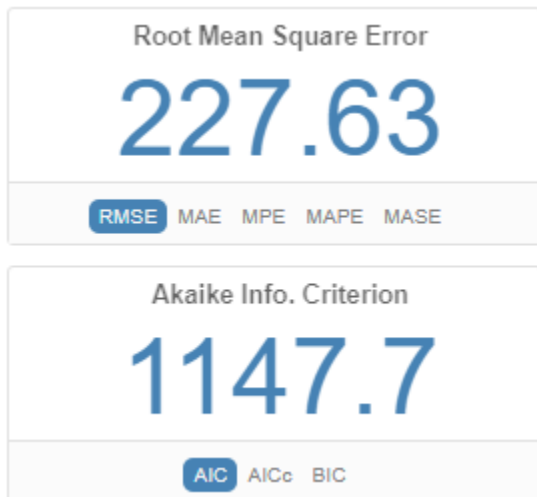 Root Mean Square Error
227.63
RMSE MAE MPE MAPE MASE
Akaike Info. Criterion
1147.7
AIC AICc BIC